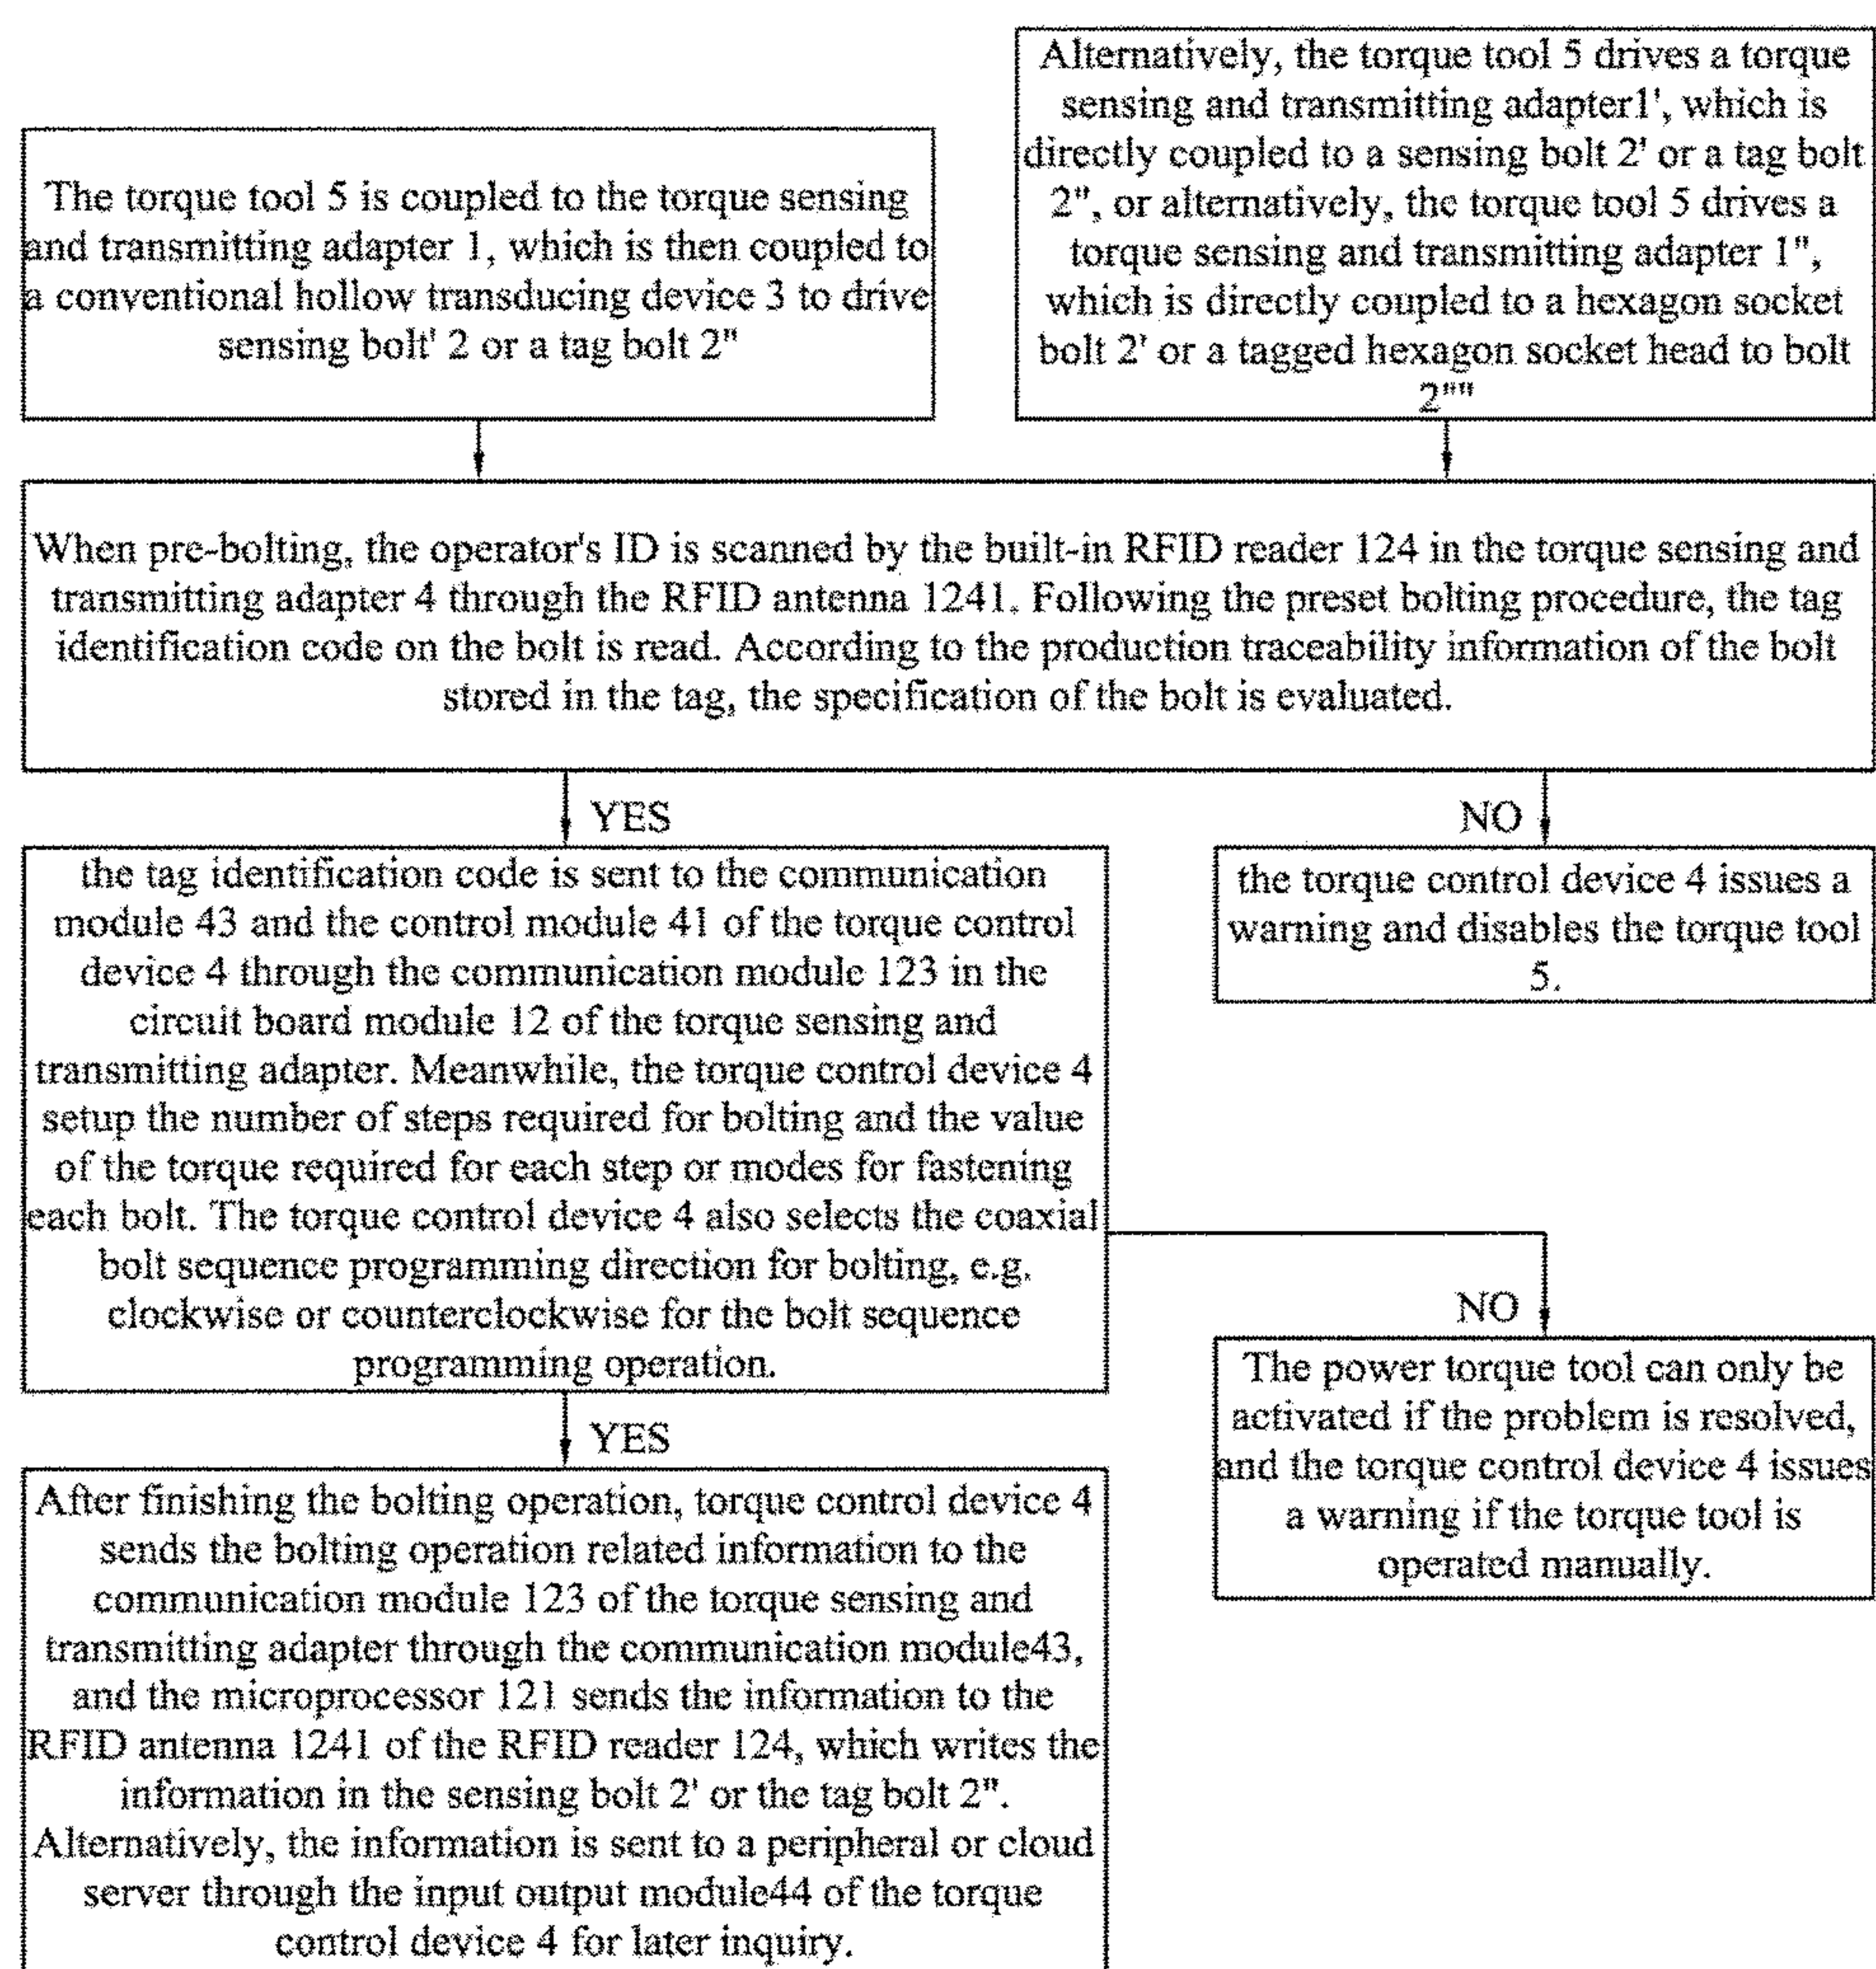 The torque tool 5 is coupled to the torque sensing
and transmitting adapter 1, which is then coupled to
a conventional hollow transducing device 3 to drive
sensing bolt' 2 or a tag bolt 2"
Alternatively, the torque tool 5 drives a torque
sensing and transmitting adapter1', which is
directly coupled to a sensing bolt 2' or a tag bolt
2", or alternatively, the torque tool 5 drives a
torque sensing and transmitting adapter 1",
which is directly coupled to a hexagon socket
bolt 2' or a tagged hexagon socket head to bolt
2""
When pre-bolting, the operator's ID is scanned by the built-in RFID reader 124 in the torque sensing and
transmitting adapter 4 through the RFID antenna 1241. Following the preset bolting procedure, the tag
identification code on the bolt is read. According to the production traceability information of the bolt
stored in the tag, the specification of the bolt is evaluated.
YES
NO
the tag identification code is sent to the communication
module 43 and the control module 41 of the torque control
device 4 through the communication module 123 in the
circuit board module 12 of the torque sensing and
transmitting adapter. Meanwhile, the torque control device 4
setup the number of steps required for bolting and the value
of the torque required for each step or modes for fastening
each bolt. The torque control device 4 also selects the coaxial
bolt sequence programming direction for bolting, e.g.
clockwise or counterclockwise for the bolt sequence
programming operation.
the torque control device 4 issues a
warning and disables the torque tool
5.
NO
The power torque tool can only be
activated if the problem is resolved,
and the torque control device 4 issues
a warning if the torque tool is
operated manually.
YES
After finishing the bolting operation, torque control device 4
sends the bolting operation related information to the
communication module 123 of the torque sensing and
transmitting adapter through the communication module43,
and the microprocessor 121 sends the information to the
RFID antenna 1241 of the RFID reader 124, which writes the
information in the sensing bolt 2' or the tag bolt 2".
Alternatively, the information is sent to a peripheral or cloud
server through the input output module44 of the torque
control device 4 for later inquiry.